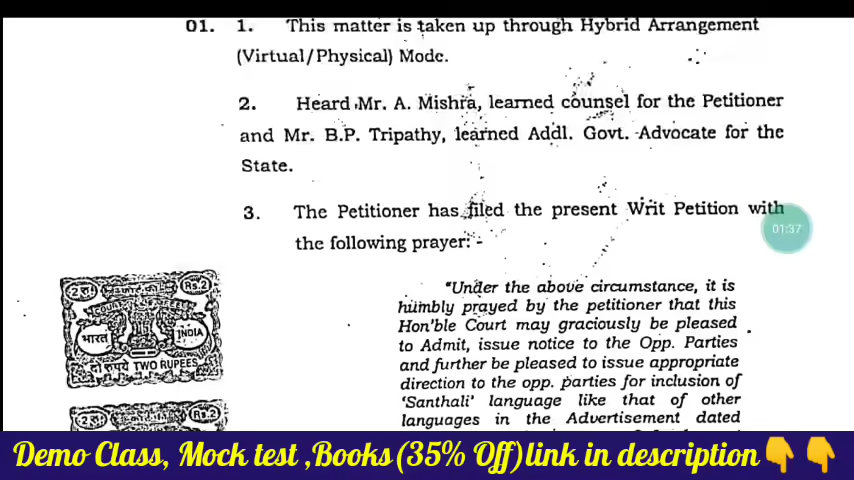 01. 1. This matter is taken up through Hybrid Arrangement
(Virtual/Physical) Mode.
2. Heard Mr. A. Mishra, learned counsel for the Petitioner
and Mr. B.P. Tripathy, learned Addl. Govt. Advocate for the
State.
3. The Petitioner has filed the present Writ Petition with
the following prayer: -
01:37
"Under the above circumstance, it is
humbly prayed by the petitioner that this
Hon'ble Court may graciously be pleased
to Admit, issue notice to the Opp. Parties
and further be pleased to issue appropriate
direction to the opp. parties for inclusion of
'Santhali' language like that of other
languages in the Advertisement dated
2 रु. Rs.2
भारत INDIA
दो रुपये TWO RUPEES
2 रु. Rs.2
Demo Class, Mock test ,Books(35% Off)link in description👇👇